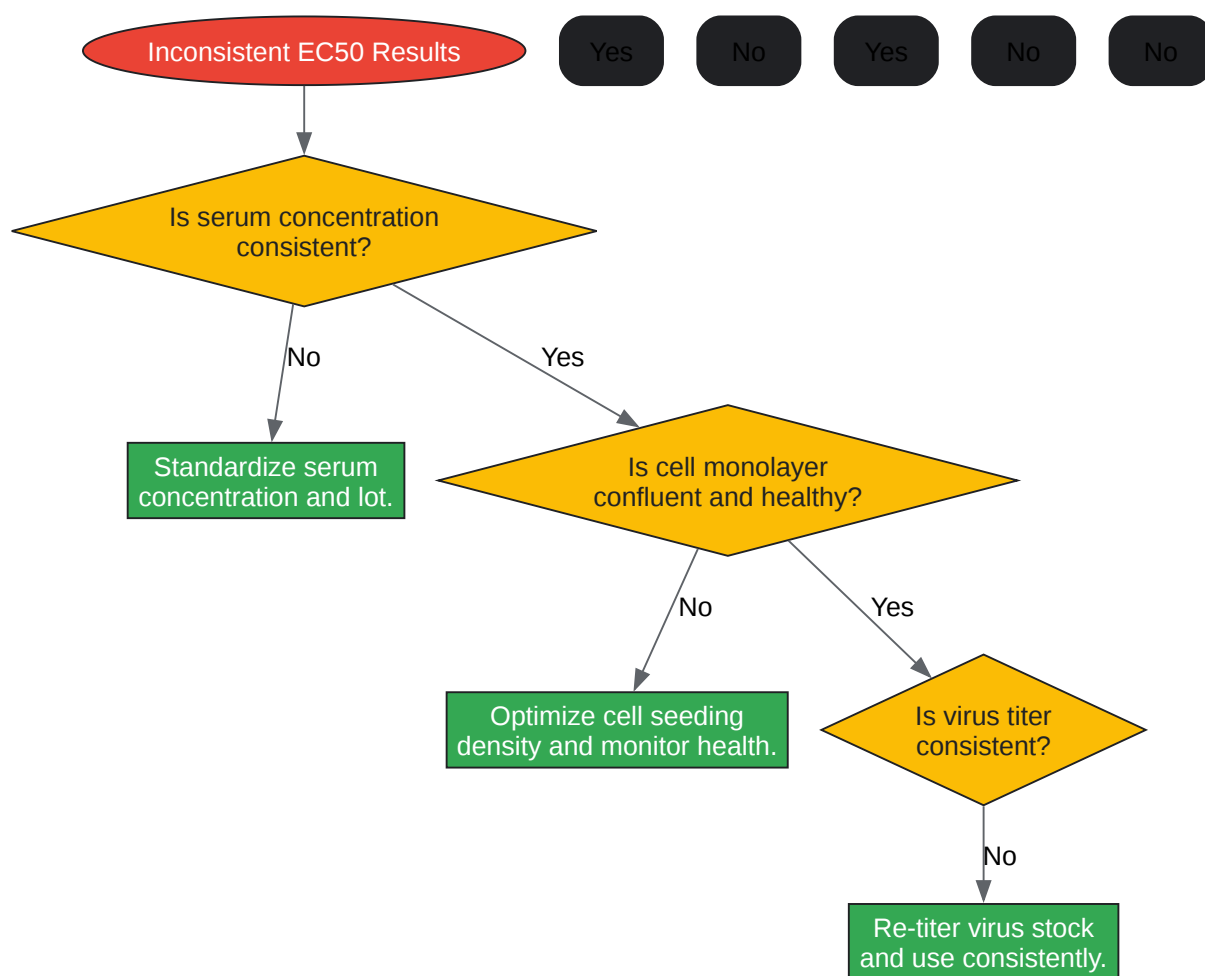 Inconsistent EC50 Results
Yes
No
Yes
No
No
Is serum concentration
consistent?
No
Yes
Standardize serum
concentration and lot.
Is cell monolayer
confluent and healthy?
No
Yes
Optimize cell seeding
density and monitor health.
Is virus titer
consistent?
No
Re-titer virus stock
and use consistently.